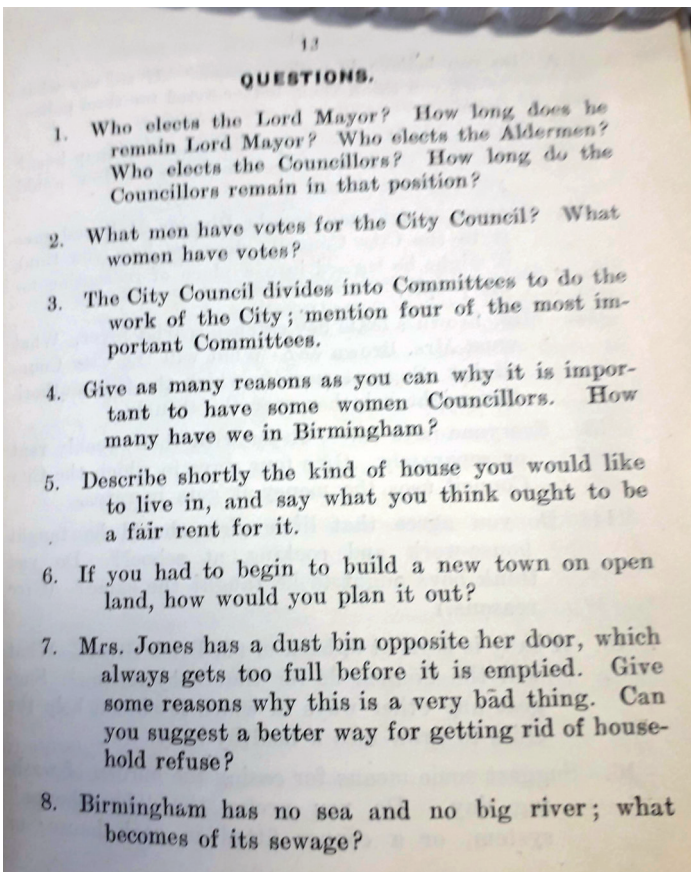 13
QUESTIONS.
1. Who elects the Lord Mayor? How long does he
remain Lord Mayor? Who elects the Aldermen?
Who elects the Councillors? How long do the
Councillors remain in that position?
2. What men have votes for the City Council? What
women have votes?
3. The City Council divides into Committees to do the
work of the City; mention four of the most im-
portant Committees.
4. Give as many reasons as you can why it is impor-
tant to have some women Councillors. How
many have we in Birmingham?
5. Describe shortly the kind of house you would like
to live in, and say what you think ought to be
a fair rent for it.
6. If you had to begin to build a new town on open
land, how would you plan it out?
7. Mrs. Jones has a dust bin opposite her door, which
always gets too full before it is emptied. Give
some reasons why this is a very bad thing. Can
you suggest a better way for getting rid of house-
hold refuse?
8. Birmingham has no sea and no big river; what
becomes of its sewage?